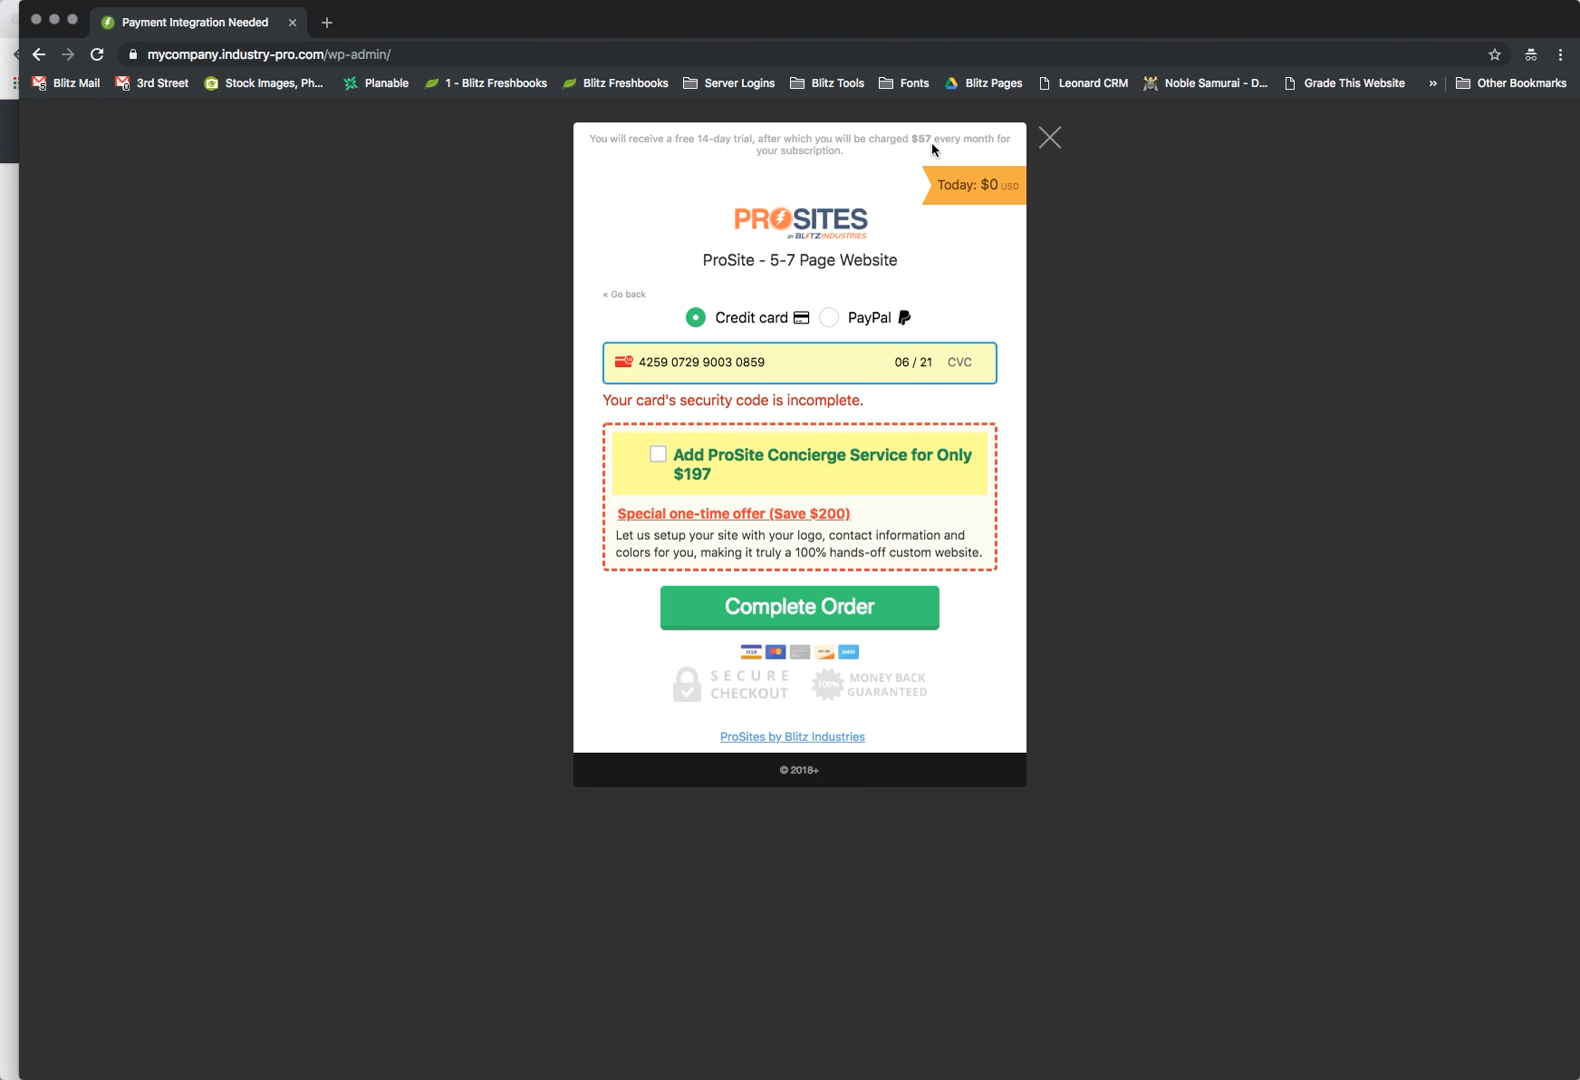 Payment Integration Needed
mycompany.industry-pro.com/wp-admin/
Blitz Mail 3rd Street Stock Images, Ph... Planable 1 - Blitz Freshbooks Blitz Freshbooks Server Logins Blitz Tools Fonts Blitz Pages Leonard CRM Noble Samurai - D... Grade This Website » Other Bookmarks
You will receive a free 14-day trial, after which you will be charged $57 every month for
your subscription.
Today: $0 USD
PROSITES
BY BLITZINDUSTRIES
ProSite - 5-7 Page Website
« Go back
Credit card PayPal
4259 0729 9003 0859 06 / 21 CVC
Your card's security code is incomplete.
Add ProSite Concierge Service for Only
$197
Special one-time offer (Save $200)
Let us setup your site with your logo, contact information and
colors for you, making it truly a 100% hands-off custom website.
Complete Order
VISA
SECURE
CHECKOUT
100%
MONEY BACK
GUARANTEED
ProSites by Blitz Industries
© 2018+